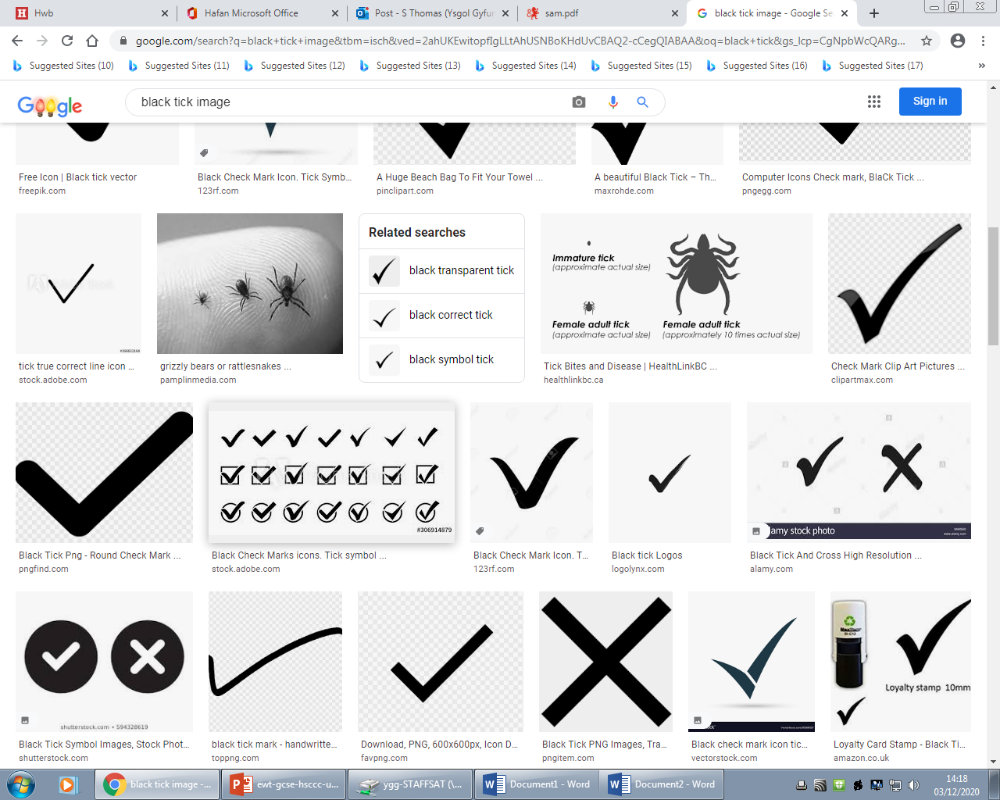 Hwb
Hafan Microsoft Office
Post - S Thomas (Ysgol Gyfun
sam.pdf
black tick image - Google Se
google.com/search?q=black+tick+image&tbm=isch&ved=2ahUKEwitopfIgLLtAhUSNBoKHdUvCBAQ2-cCegQIABAA&oq=black+tick&gs_lcp=CgNpbWcQARg...
Suggested Sites (10)
Suggested Sites (11)
Suggested Sites (12)
Suggested Sites (13)
Suggested Sites (14)
Suggested Sites (15)
Suggested Sites (16)
Suggested Sites (17)
»
Google
black tick image
Sign in
Free Icon | Black tick vector
freepik.com
Black Check Mark Icon. Tick Symb...
123rf.com
A Huge Beach Bag To Fit Your Towel ...
pinclipart.com
A beautiful Black Tick – Th...
maxrohde.com
Computer Icons Check mark, BlaCk Tick ...
pngegg.com
tick true correct line icon ...
stock.adobe.com
grizzly bears or rattlesnakes ...
pamplinmedia.com
Related searches
black transparent tick
black correct tick
black symbol tick
Immature tick
(approximate actual size)
Female adult tick
(approximate actual size)
Female adult tick
(approximately 10 times actual size)
Tick Bites and Disease | HealthLinkBC ...
healthlinkbc.ca
Check Mark Clip Art Pictures ...
clipartmax.com
Black Tick Png - Round Check Mark ...
pngfind.com
#306914879
Black Check Marks icons. Tick symbol ...
stock.adobe.com
Black Check Mark Icon. T...
123rf.com
Black tick Logos
logolynx.com
alamy stock photo
Black Tick And Cross High Resolution ...
alamy.com
shutterstock.com • 594328619
Black Tick Symbol Images, Stock Phot...
shutterstock.com
black tick mark - handwritte...
toppng.com
Download, PNG, 600x600px, Icon D...
favpng.com
Black Tick PNG Images, Tra...
pngitem.com
Black check mark icon tic...
vectorstock.com
Loyalty stamp 10mm
Loyalty Card Stamp - Black Ti...
amazon.co.uk
black tick image -...
ewt-gcse-hsccc-u...
ygg-STAFFSAT (\...
Document1 - Word
Document2 - Word
14:18
03/12/2020